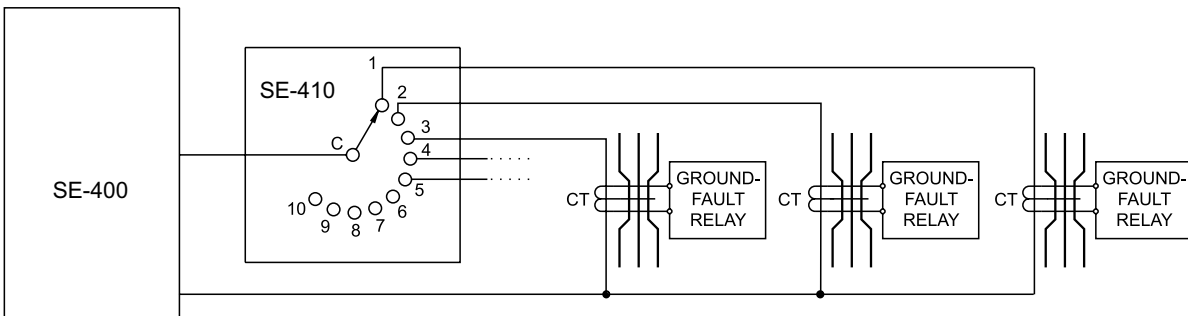 SE-400
SE-410
C
1
2
3
4
5
6
7
8
9
10
CT
GROUND-
FAULT
RELAY
CT
GROUND-
FAULT
RELAY
CT
GROUND-
FAULT
RELAY